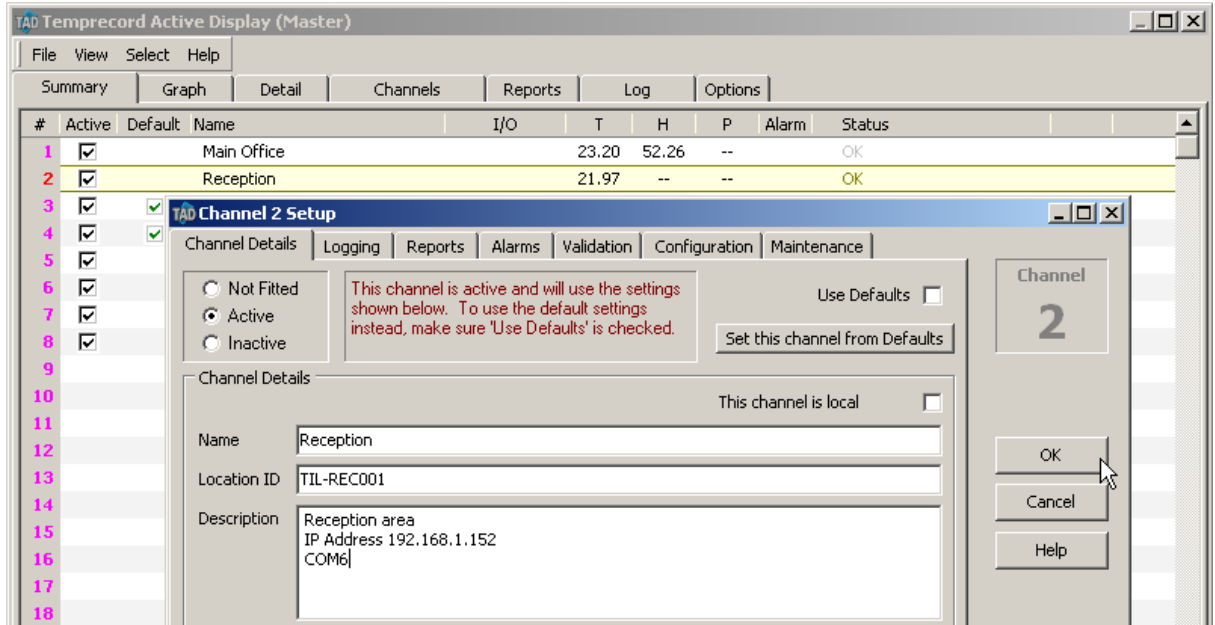 TAD Temprecord Active Display (Master)
File View Select Help
Summary Graph Detail Channels Reports Log Options
# Active Default Name I/O T H P Alarm Status
1 Main Office 23.20 52.26 -- OK
2 Reception 21.97 -- -- OK
3
4
5
6
7
8
9
10
11
12
13
14
15
16
17
18
TAD Channel 2 Setup
Channel Details Logging Reports Alarms Validation Configuration Maintenance
Not Fitted
Active
Inactive
This channel is active and will use the settings
shown below. To use the default settings
instead, make sure 'Use Defaults' is checked.
Use Defaults
Set this channel from Defaults
Channel
2
Channel Details
This channel is local
Name Reception
Location ID TIL-REC001
Description Reception area
IP Address 192.168.1.152
COM6
OK
Cancel
Help